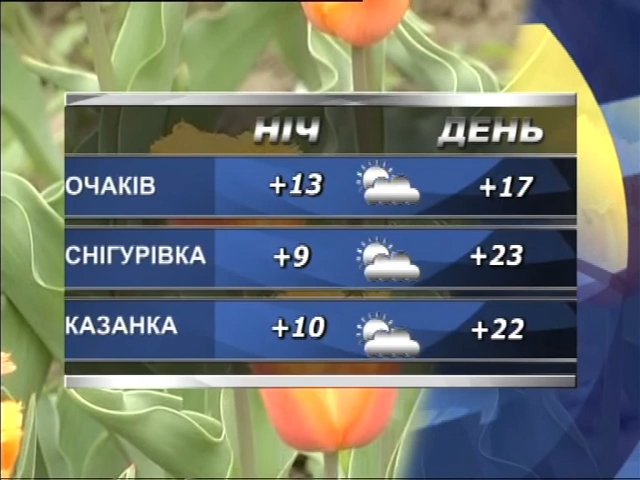 НІЧ ДЕНЬ
ОЧАКІВ +13 +17
СНІГУРІВКА +9 +23
КАЗАНКА +10 +22